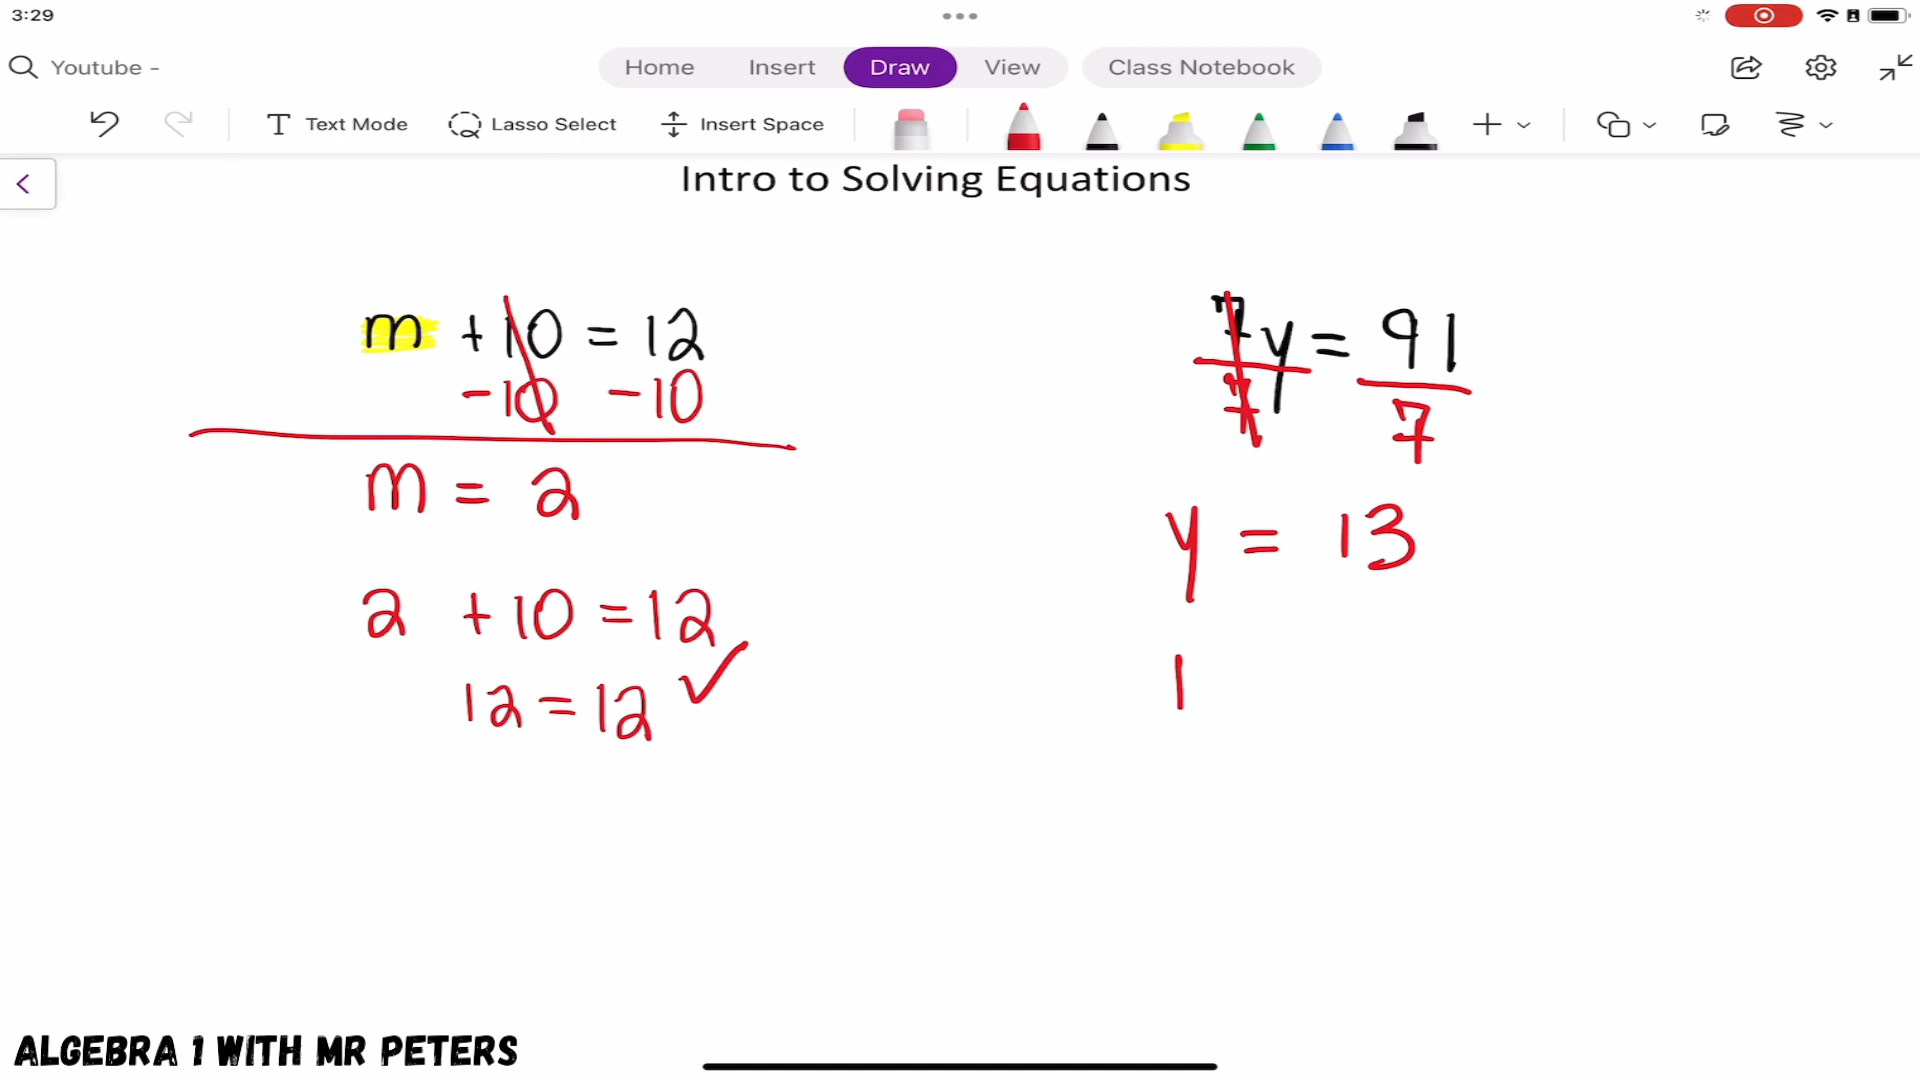 3:29
Youtube -
Home Insert Draw View Class Notebook
Text Mode Lasso Select Insert Space
Intro to Solving Equations
m + 10 = 12
-10 -10
m = 2
2 + 10 = 12
12 = 12 ✓
7y = 91
7 7
y = 13
1
ALGEBRA 1 WITH MR PETERS